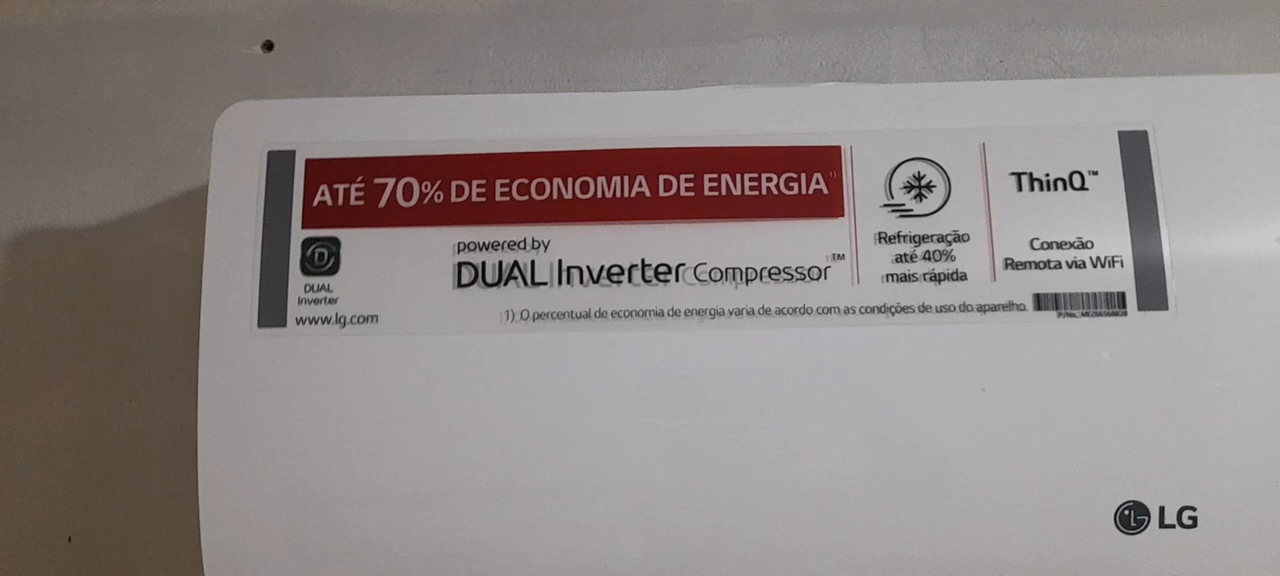 ATÉ 70% DE ECONOMIA DE ENERGIA¹⁾
D
DUAL
Inverter
www.lg.com
powered by
DUAL Inverter Compressor™
1) O percentual de economia de energia varia de acordo com as condições de uso do aparelho.
Refrigeração
até 40%
mais rápida
ThinQ™
Conexão
Remota via WiFi
P/No.
LG